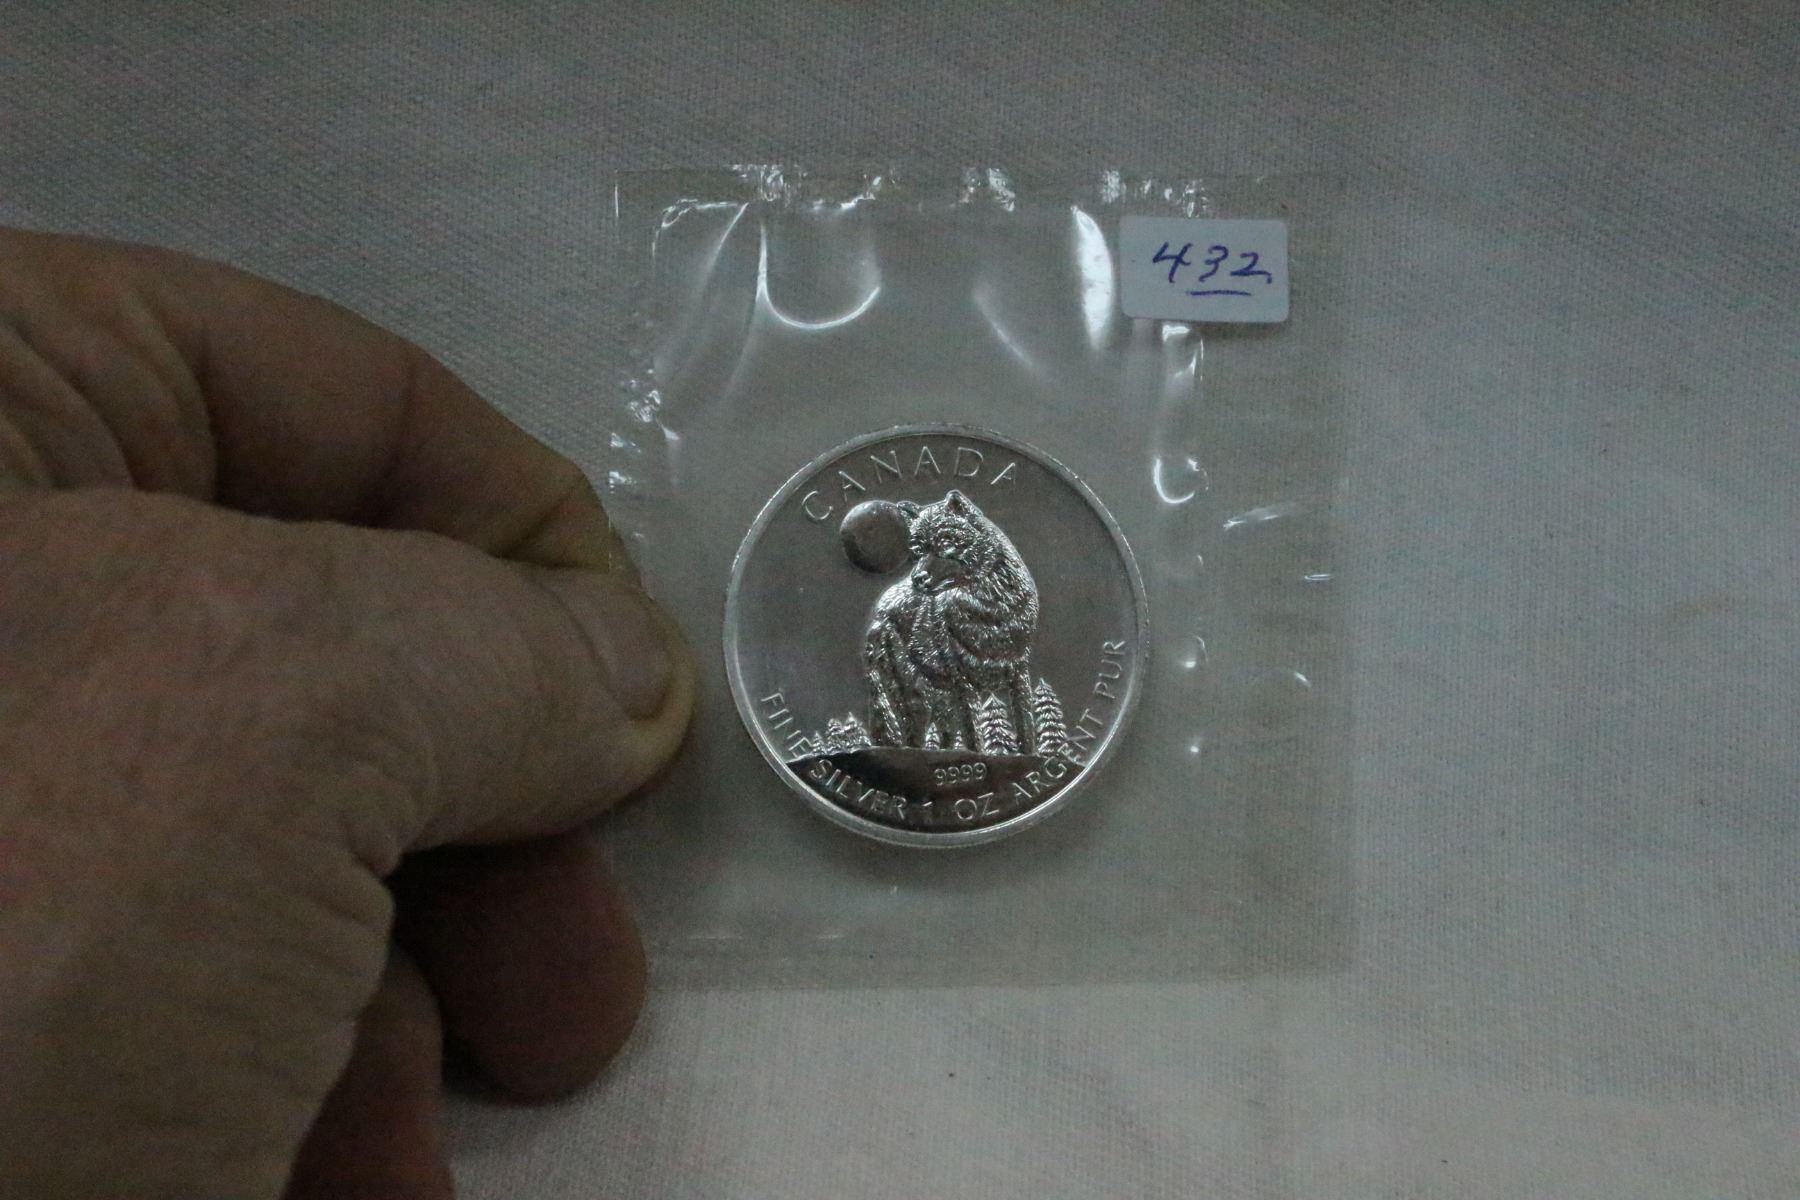 432
CANADA
9999
FINE SILVER 1 OZ ARGENT PUR